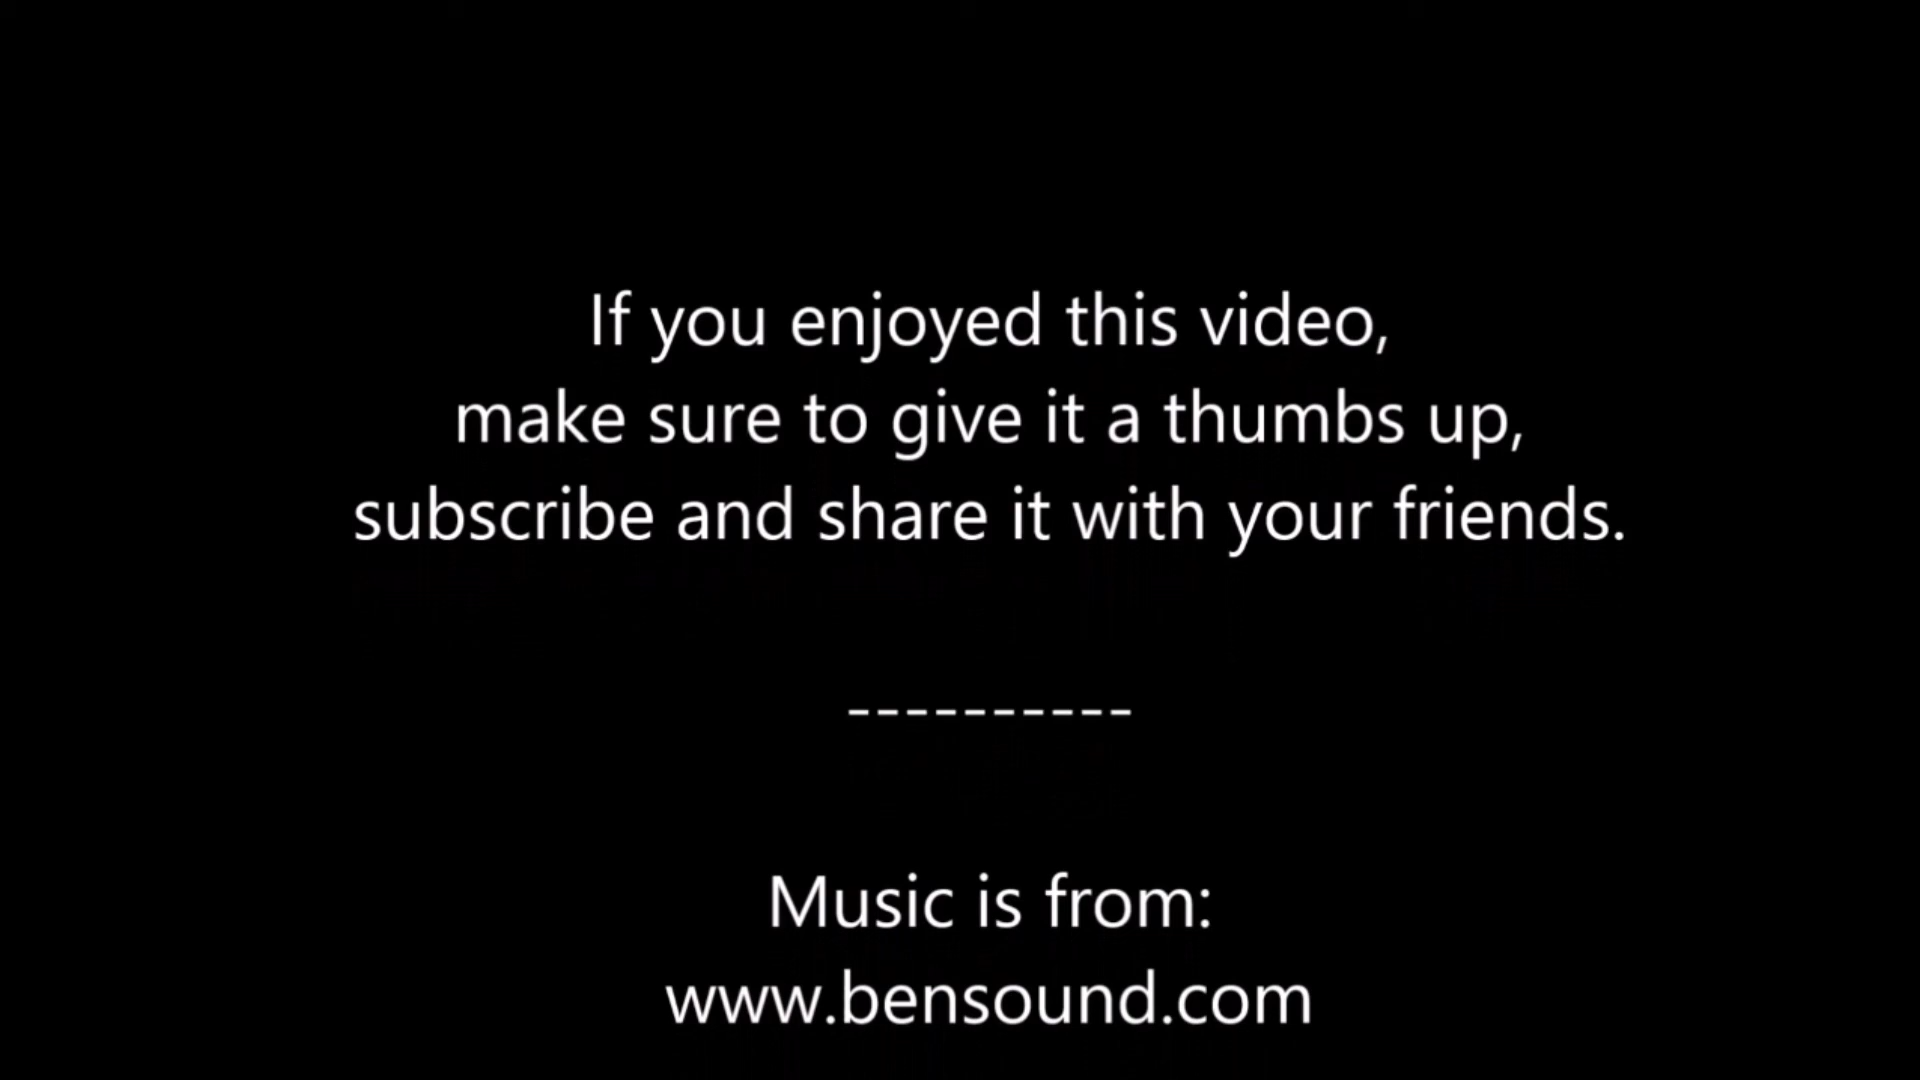 If you enjoyed this video,
make sure to give it a thumbs up,
subscribe and share it with your friends.
----------
Music is from:
www.bensound.com